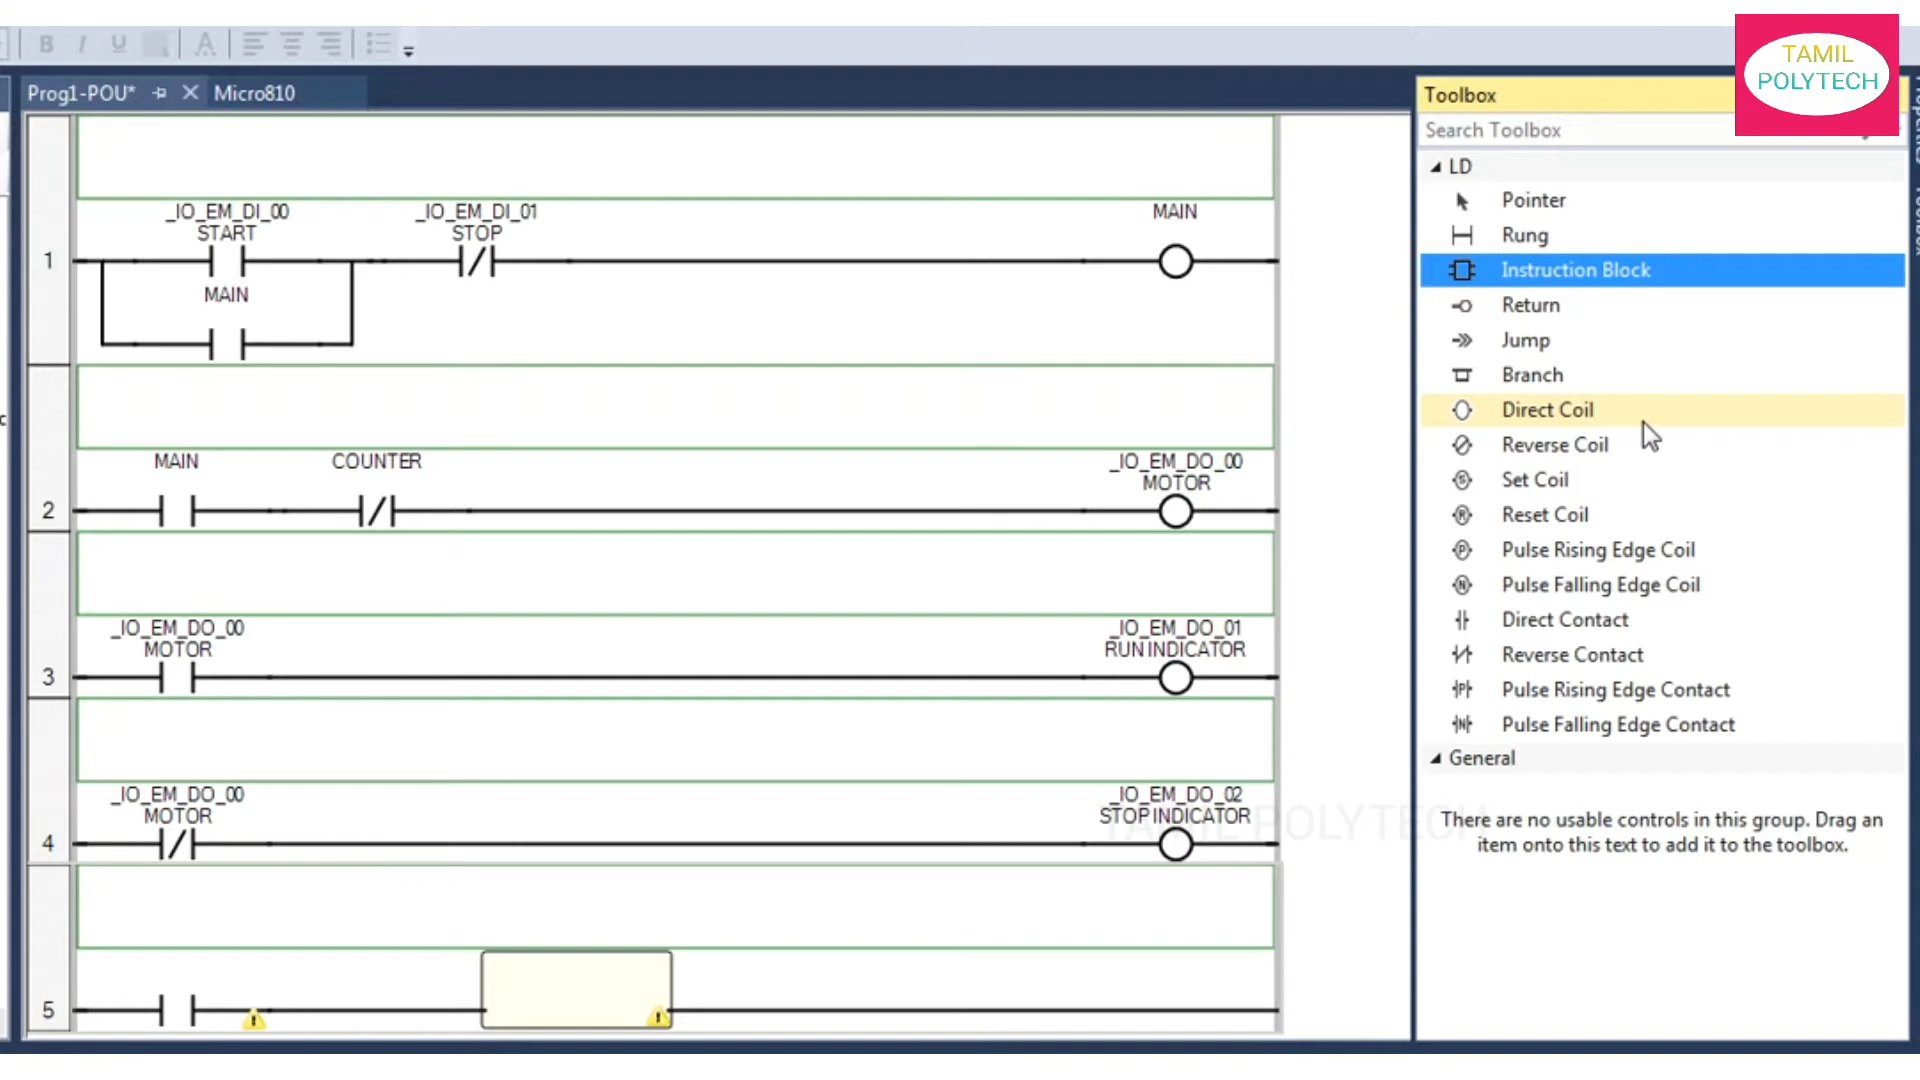 B I U A
Prog1-POU* Micro810
TAMIL
POLYTECH
Toolbox
Search Toolbox
LD
Pointer
Rung
Instruction Block
Return
Jump
Branch
Direct Coil
Reverse Coil
Set Coil
Reset Coil
Pulse Rising Edge Coil
Pulse Falling Edge Coil
Direct Contact
Reverse Contact
Pulse Rising Edge Contact
Pulse Falling Edge Contact
General
There are no usable controls in this group. Drag an
item onto this text to add it to the toolbox.
_IO_EM_DI_00 _IO_EM_DI_01 MAIN
START STOP
1
MAIN
MAIN COUNTER _IO_EM_DO_00
MOTOR
2
_IO_EM_DO_00 _IO_EM_DO_01
MOTOR RUN INDICATOR
3
_IO_EM_DO_00 _IO_EM_DO_02
MOTOR STOP INDICATOR
TAMIL POLYTECH
4
5